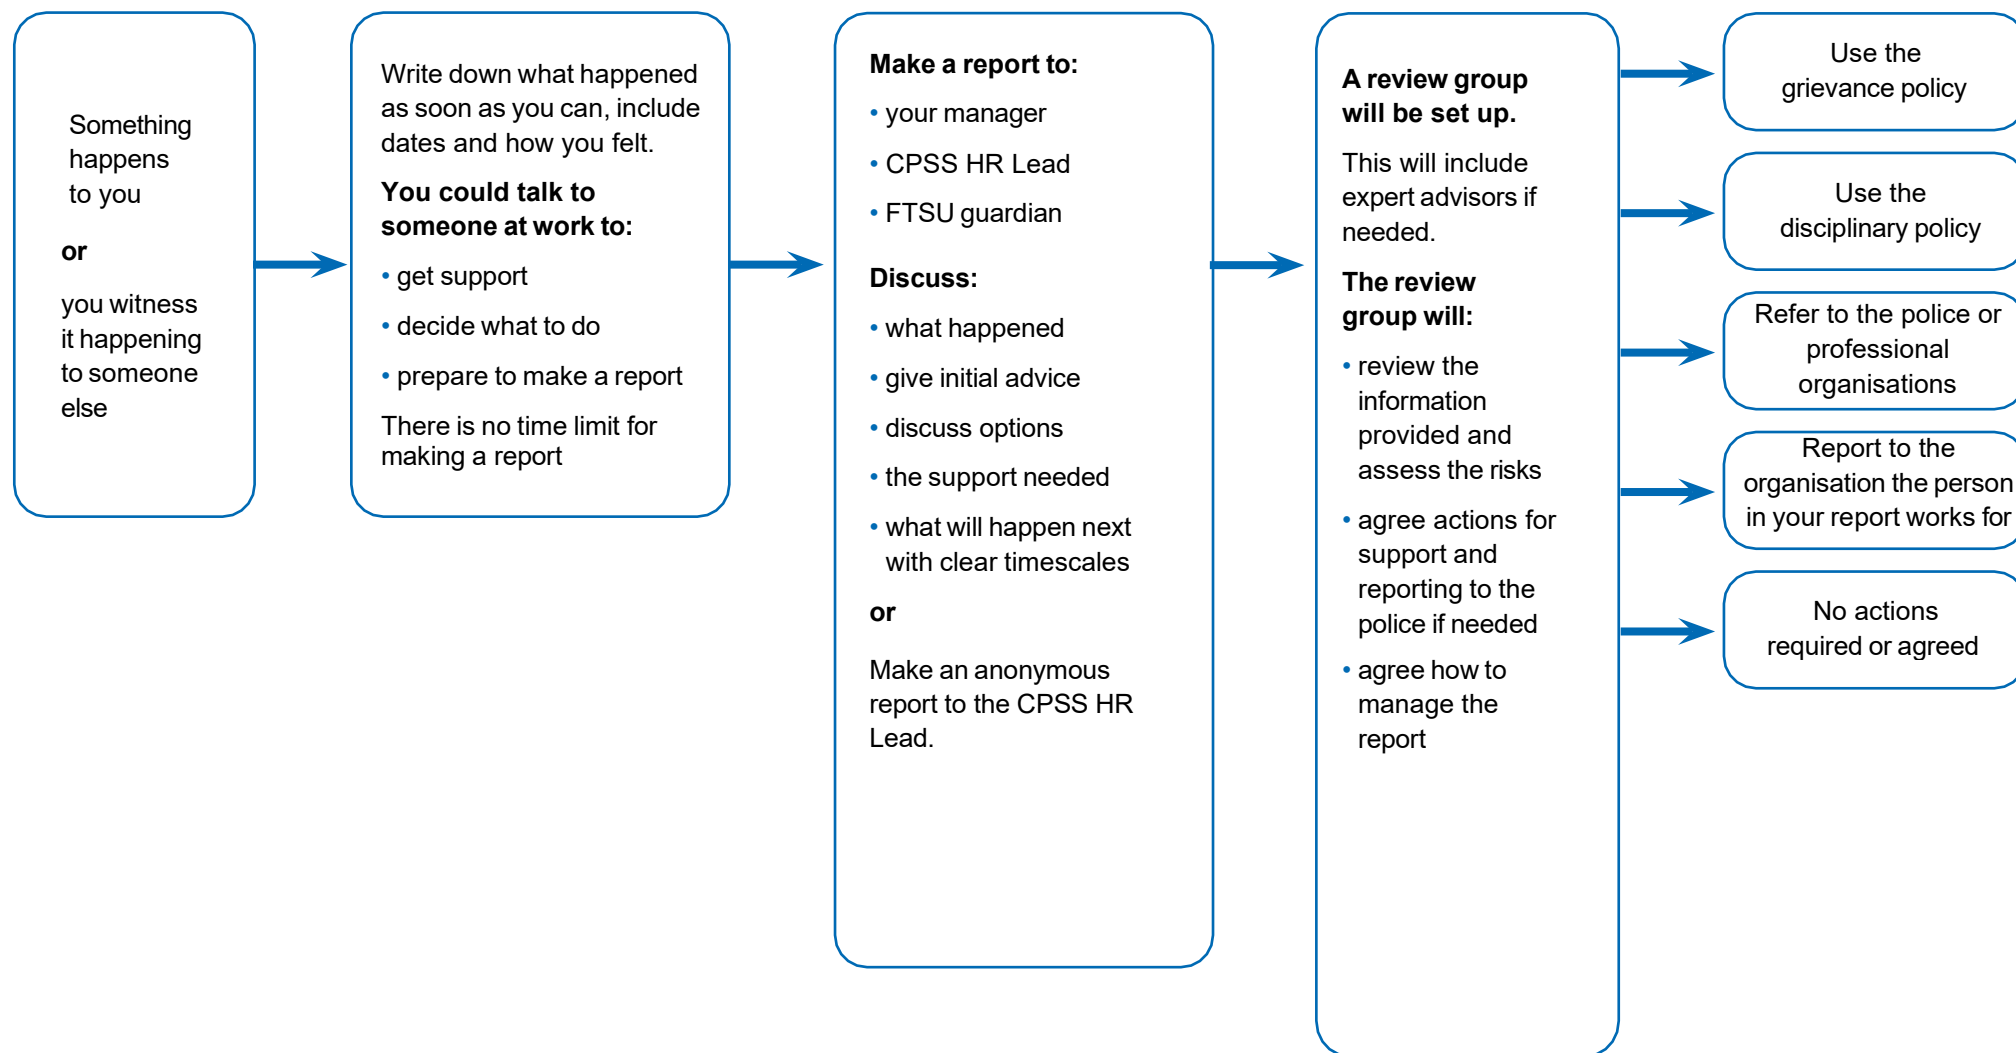 Something
happens
to you
or
you witness
it happening
to someone
else
Write down what happened
as soon as you can, include
dates and how you felt.
You could talk to
someone at work to:
• get support
• decide what to do
• prepare to make a report
There is no time limit for
making a report
Make a report to:
• your manager
• CPSS HR Lead
• FTSU guardian
Discuss:
• what happened
• give initial advice
• discuss options
• the support needed
• what will happen next
with clear timescales
or
Make an anonymous
report to the CPSS HR
Lead.
A review group
will be set up.
This will include
expert advisors if
needed.
The review
group will:
• review the
information
provided and
assess the risks
• agree actions for
support and
reporting to the
police if needed
• agree how to
manage the
report
Use the
grievance policy
Use the
disciplinary policy
Refer to the police or
professional
organisations
Report to the
organisation the person
in your report works for
No actions
required or agreed